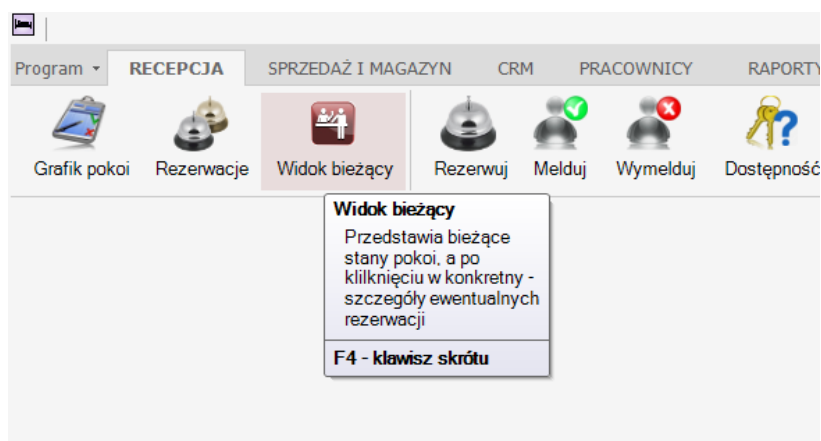 Program RECEPCJA SPRZEDAŻ I MAGAZYN CRM PRACOWNICY RAPORTY
Grafik pokoi Rezerwacje Widok bieżący Rezerwuj Melduj Wymelduj Dostępność
Widok bieżący
Przedstawia bieżące
stany pokoi, a po
klilknięciu w konkretny -
szczegóły ewentualnych
rezerwacji
F4 - klawisz skrótu